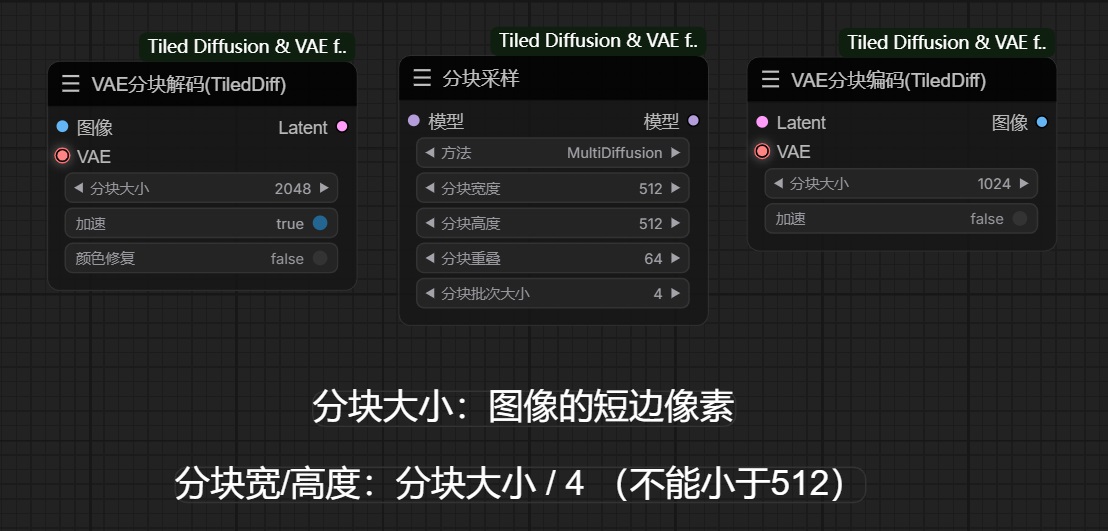 Tiled Diffusion & VAE f..
VAE分块解码(TiledDiff)
图像 Latent
VAE
分块大小 2048
加速 true
颜色修复 false
Tiled Diffusion & VAE f..
分块采样
模型 模型
方法 MultiDiffusion
分块宽度 512
分块高度 512
分块重叠 64
分块批次大小 4
Tiled Diffusion & VAE f..
VAE分块编码(TiledDiff)
Latent 图像
VAE
分块大小 1024
加速 false
分块大小：图像的短边像素
分块宽/高度：分块大小 / 4 （不能小于512）